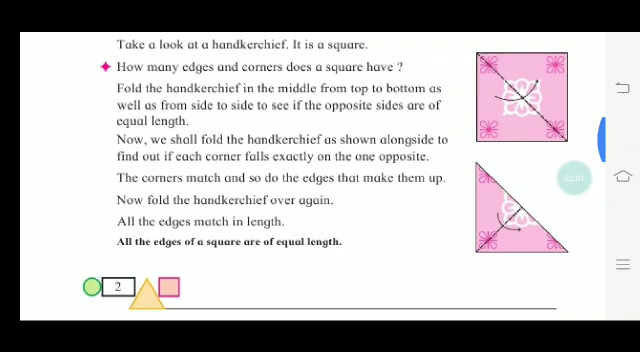 Take a look at a handkerchief. It is a square.
How many edges and corners does a square have ?
Fold the handkerchief in the middle from top to bottom as
well as from side to side to see if the opposite sides are of
equal length.
Now, we shall fold the handkerchief as shown alongside to
find out if each corner falls exactly on the one opposite.
The corners match and so do the edges that make them up.
Now fold the handkerchief over again.
All the edges match in length.
All the edges of a square are of equal length.
02:01
2